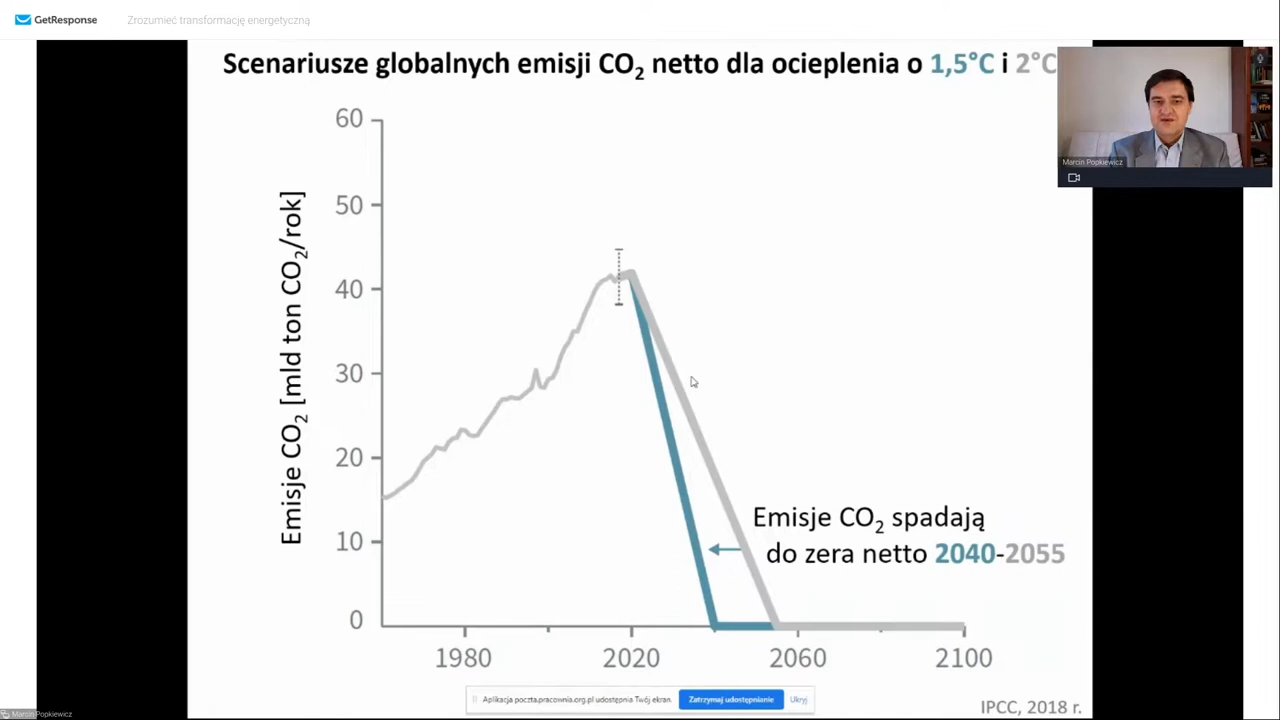 GetResponse
Zrozumieć transformację energetyczną
Scenariusze globalnych emisji CO₂ netto dla ocieplenia o 1,5°C i 2°C
Marcin Popkiewicz
Emisje CO₂ [mld ton CO₂/rok]
60
50
40
30
20
10
0
Emisje CO₂ spadają
do zera netto 2040-2055
1980
2020
2060
2100
Aplikacja poczta.pracownia.org.pl udostępnia Twój ekran.
Zatrzymaj udostępnianie
Ukryj
IPCC, 2018 r.
Marcin Popkiewicz